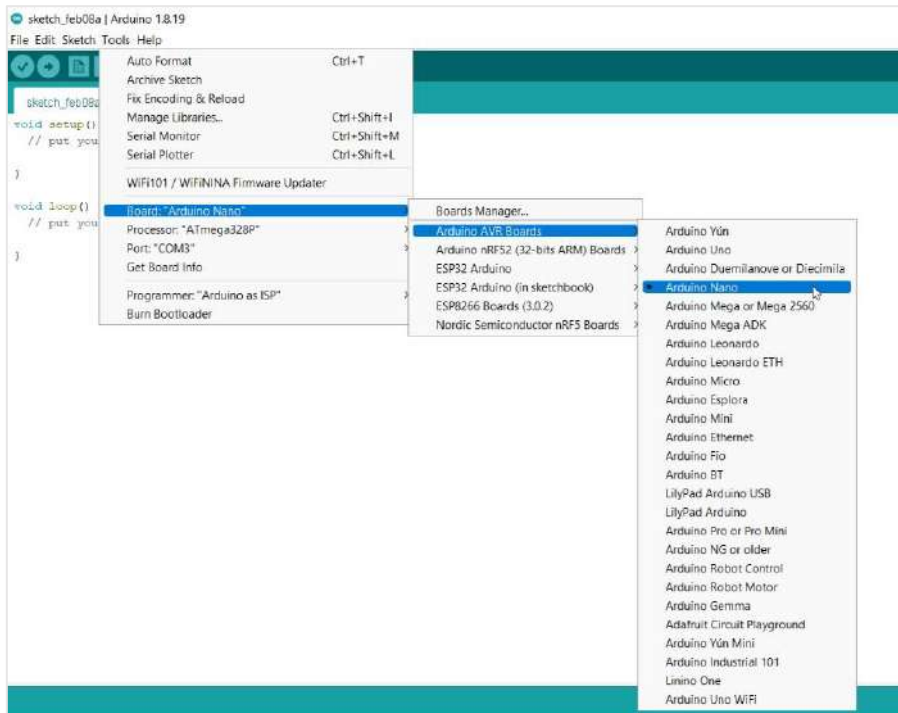 sketch_feb08a | Arduino 1.8.19
File Edit Sketch Tools Help
sketch_feb08a
void setup()
// put you
}
void loop()
// put you
}
Auto Format Ctrl+T
Archive Sketch
Fix Encoding & Reload
Manage Libraries... Ctrl+Shift+I
Serial Monitor Ctrl+Shift+M
Serial Plotter Ctrl+Shift+L
WiFi101 / WiFiNINA Firmware Updater
Board: "Arduino Nano"
Processor: "ATmega328P"
Port: "COM3"
Get Board Info
Programmer: "Arduino as ISP"
Burn Bootloader
Boards Manager...
Arduino AVR Boards
Arduino nRF52 (32-bits ARM) Boards
ESP32 Arduino
ESP32 Arduino (in sketchbook)
ESP8266 Boards (3.0.2)
Nordic Semiconductor nRF5 Boards
Arduino Yún
Arduino Uno
Arduino Duemilanove or Diecimila
Arduino Nano
Arduino Mega or Mega 2560
Arduino Mega ADK
Arduino Leonardo
Arduino Leonardo ETH
Arduino Micro
Arduino Esplora
Arduino Mini
Arduino Ethernet
Arduino Fio
Arduino BT
LilyPad Arduino USB
LilyPad Arduino
Arduino Pro or Pro Mini
Arduino NG or older
Arduino Robot Control
Arduino Robot Motor
Arduino Gemma
Adafruit Circuit Playground
Arduino Yún Mini
Arduino Industrial 101
Linino One
Arduino Uno WiFi